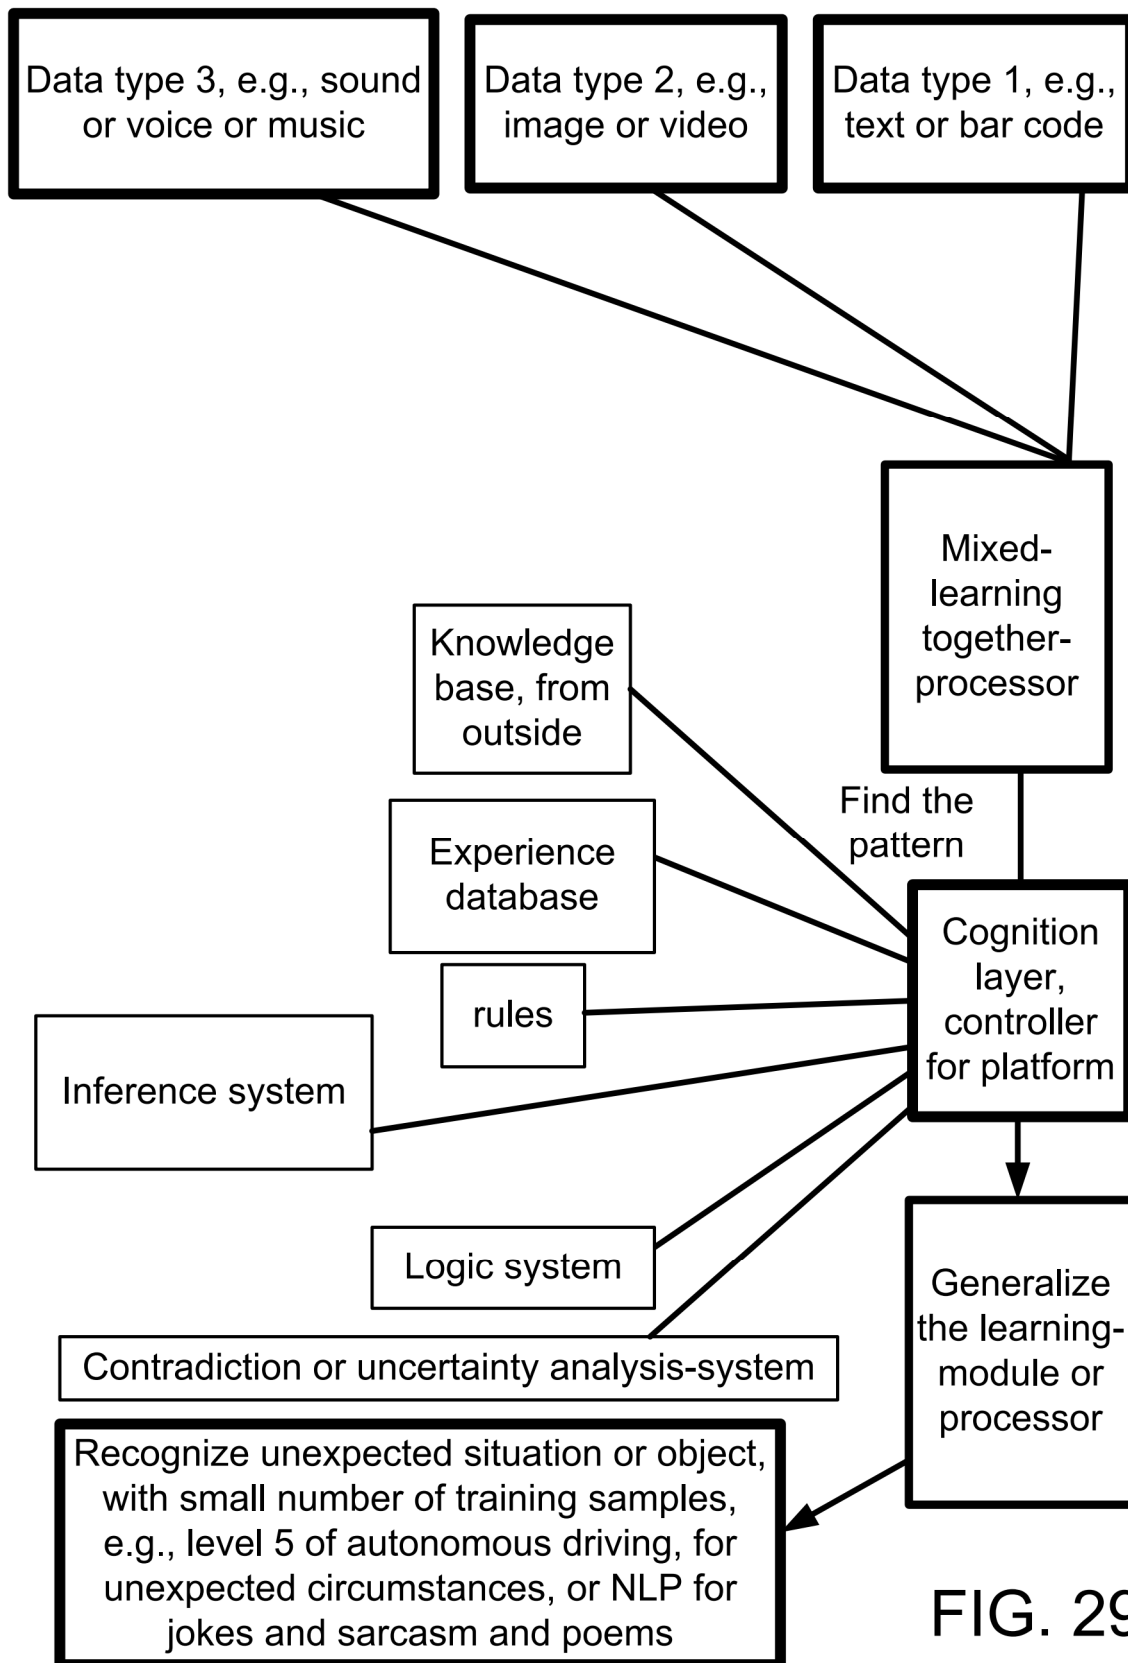 Data type 3, e.g., sound
or voice or music
Data type 2, e.g.,
image or video
Data type 1, e.g.,
text or bar code
Mixed-
learning
together-
processor
Knowledge
base, from
outside
Find the
pattern
Experience
database
Cognition
layer,
controller
for platform
rules
Inference system
Logic system
Generalize
the learning-
module or
processor
Contradiction or uncertainty analysis-system
Recognize unexpected situation or object,
with small number of training samples,
e.g., level 5 of autonomous driving, for
unexpected circumstances, or NLP for
jokes and sarcasm and poems
FIG. 29